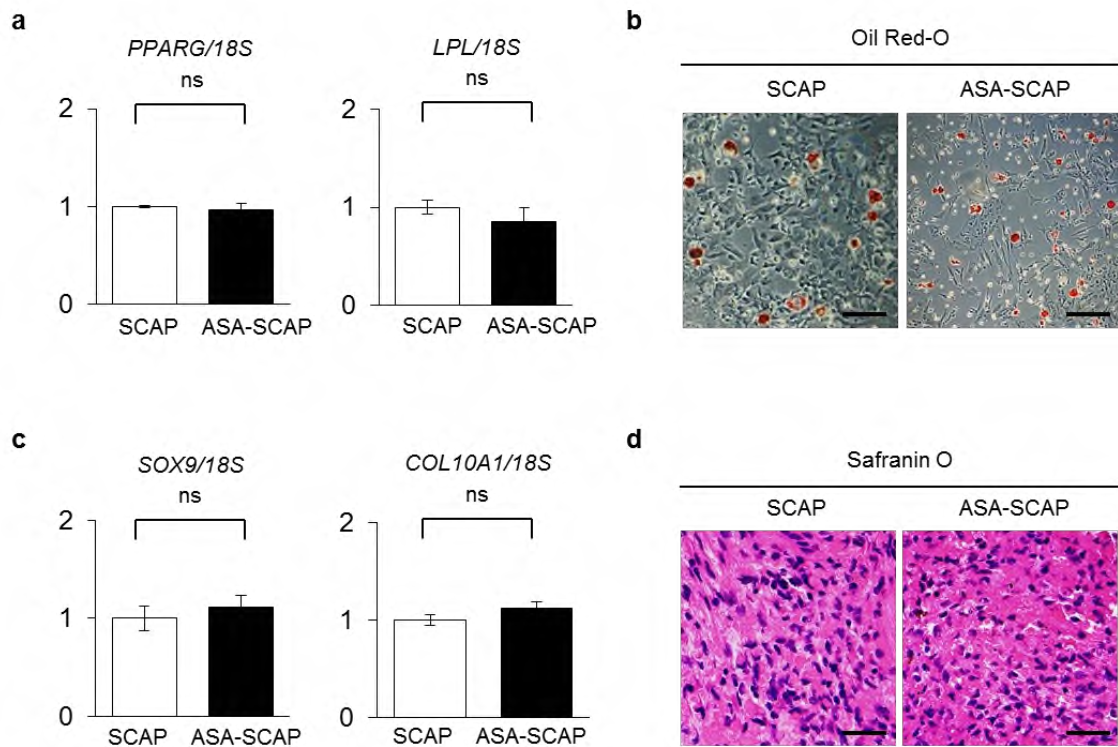 a
PPARG/18S
ns
2
1
0
SCAP
ASA-SCAP
LPL/18S
ns
2
1
0
SCAP
ASA-SCAP
b
Oil Red-O
SCAP
ASA-SCAP
c
SOX9/18S
ns
2
1
0
SCAP
ASA-SCAP
COL10A1/18S
ns
2
1
0
SCAP
ASA-SCAP
d
Safranin O
SCAP
ASA-SCAP